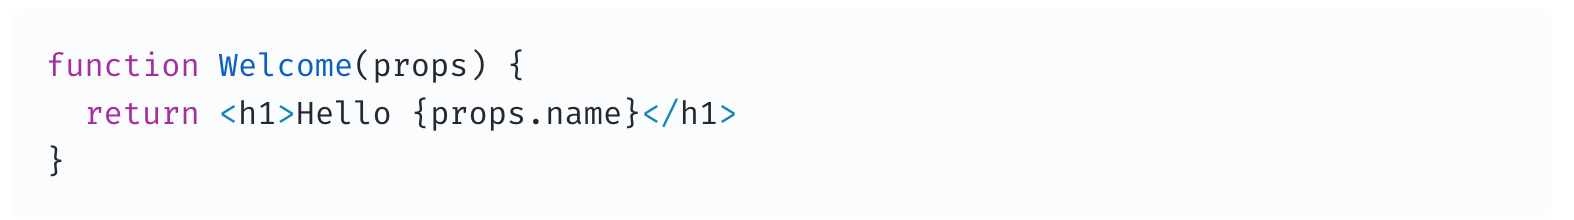 function Welcome(props) {
  return <h1>Hello {props.name}</h1>
}